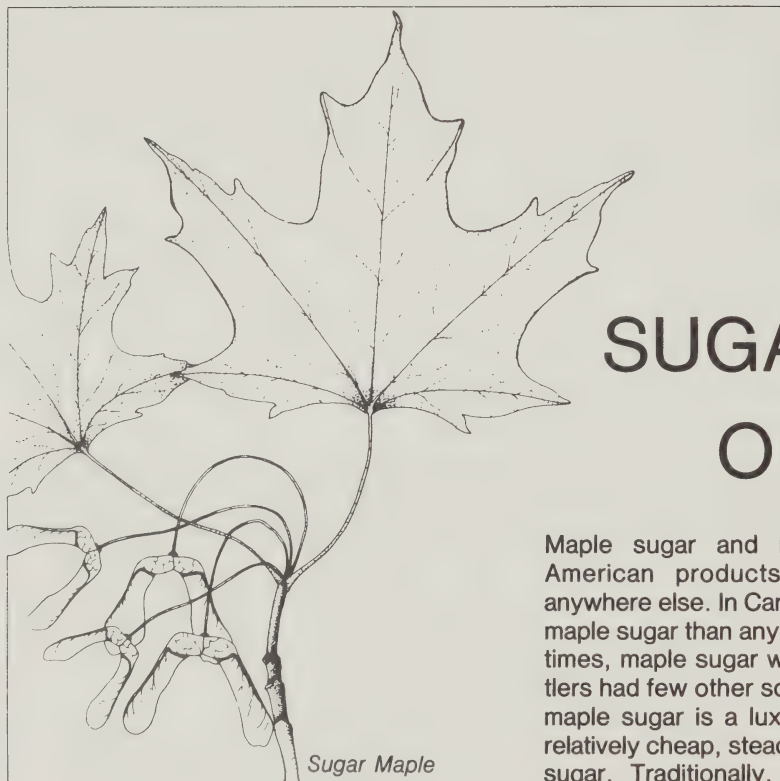 SUGA
O
Maple sugar and
American products
anywhere else. In Can
maple sugar than any
times, maple sugar w
tlers had few other so
maple sugar is a lux
relatively cheap, stead
sugar. Traditionally
Sugar Maple